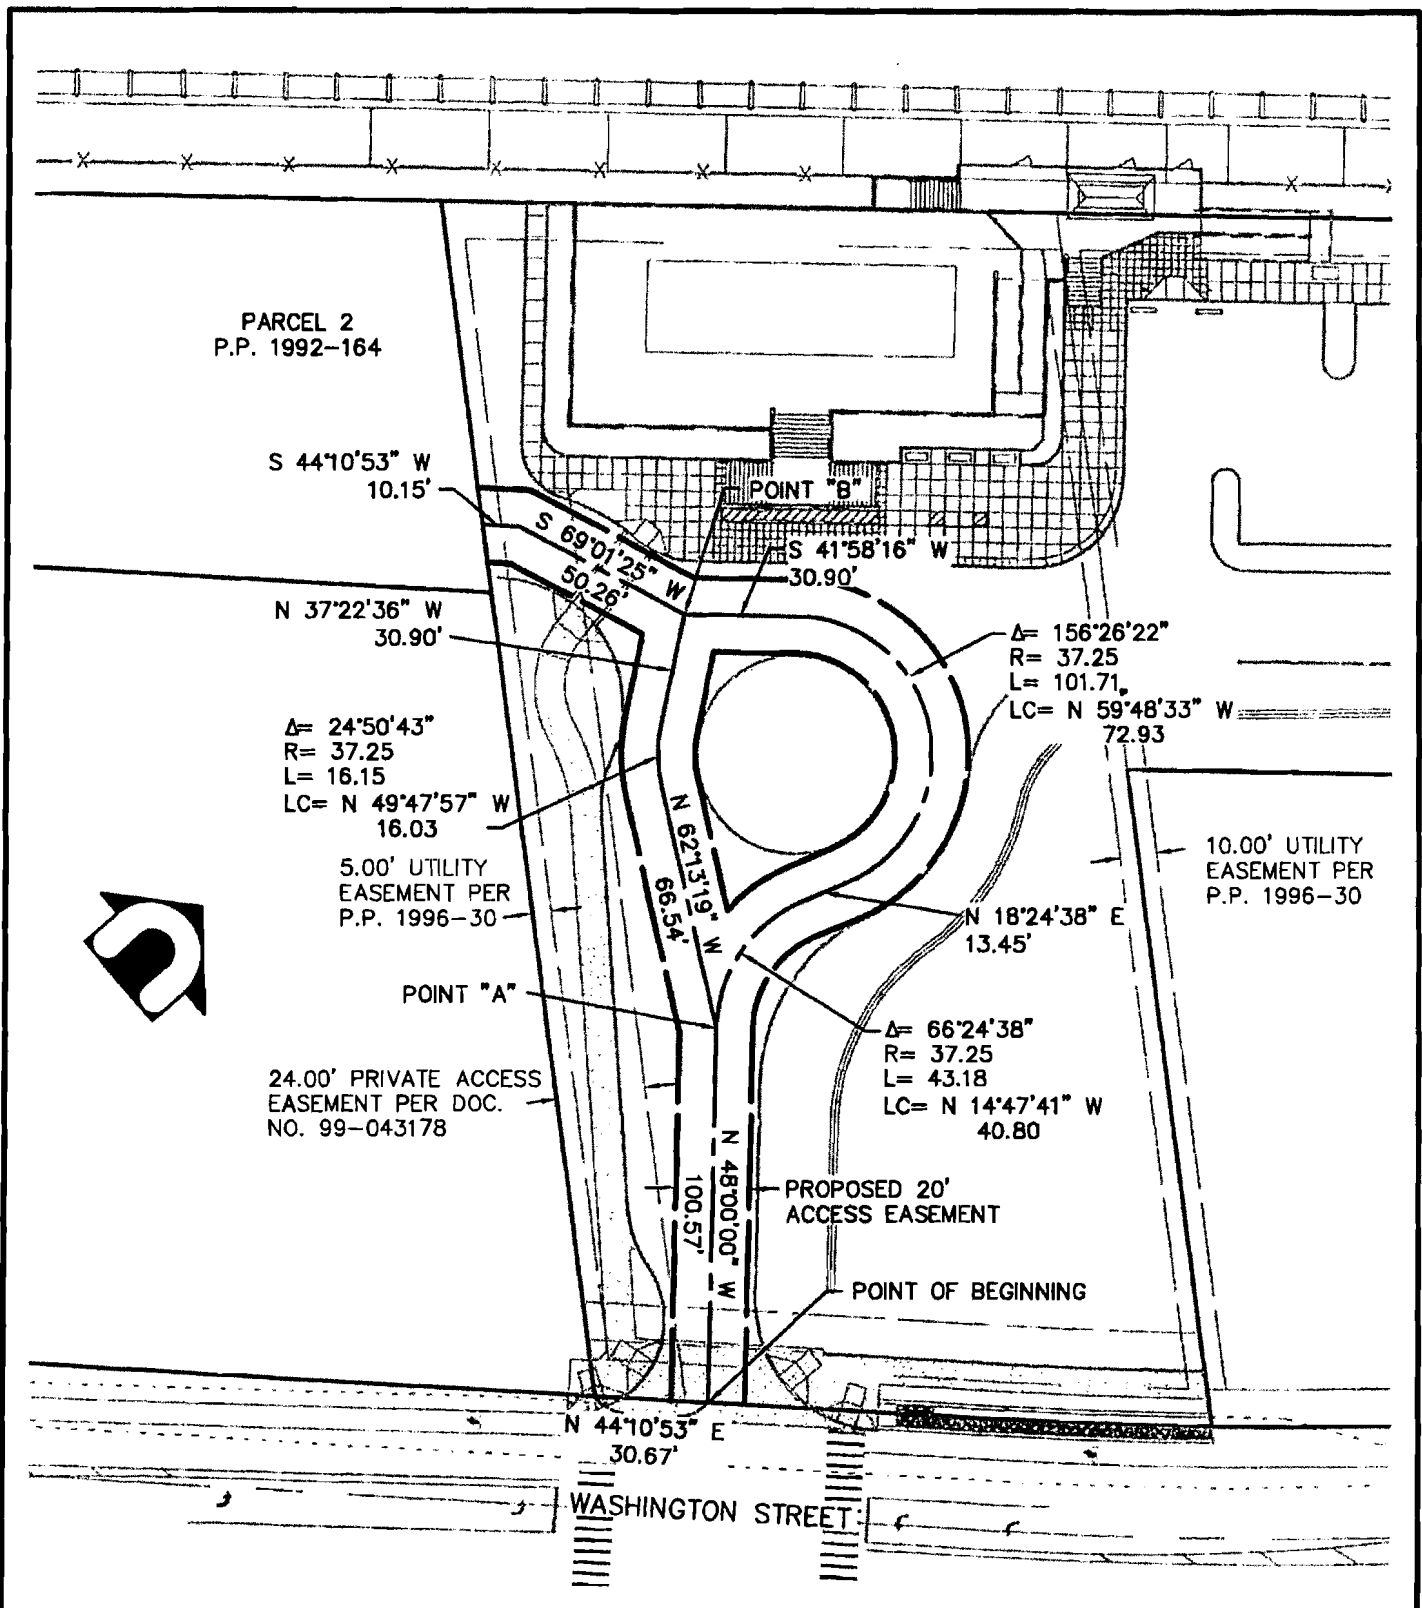 PARCEL 2
P.P. 1992-164
S 44°10'53" W
10.15'
POINT "B"
S 69°01'25" W
50.26'
S 41°58'16" W
30.90'
N 37°22'36" W
30.90'
Δ= 156°26'22"
R= 37.25
L= 101.71
LC= N 59°48'33" W
72.93
Δ= 24°50'43"
R= 37.25
L= 16.15
LC= N 49°47'57" W
16.03
N 62°13'19" W
66.54'
5.00' UTILITY
EASEMENT PER
P.P. 1996-30
10.00' UTILITY
EASEMENT PER
P.P. 1996-30
N 18°24'38" E
13.45'
POINT "A"
Δ= 66°24'38"
R= 37.25
L= 43.18
LC= N 14°47'41" W
40.80
24.00' PRIVATE ACCESS
EASEMENT PER DOC.
NO. 99-043178
N 48°00'00" W
100.57'
PROPOSED 20'
ACCESS EASEMENT
POINT OF BEGINNING
N 44°10'53" E
30.67'
WASHINGTON STREET